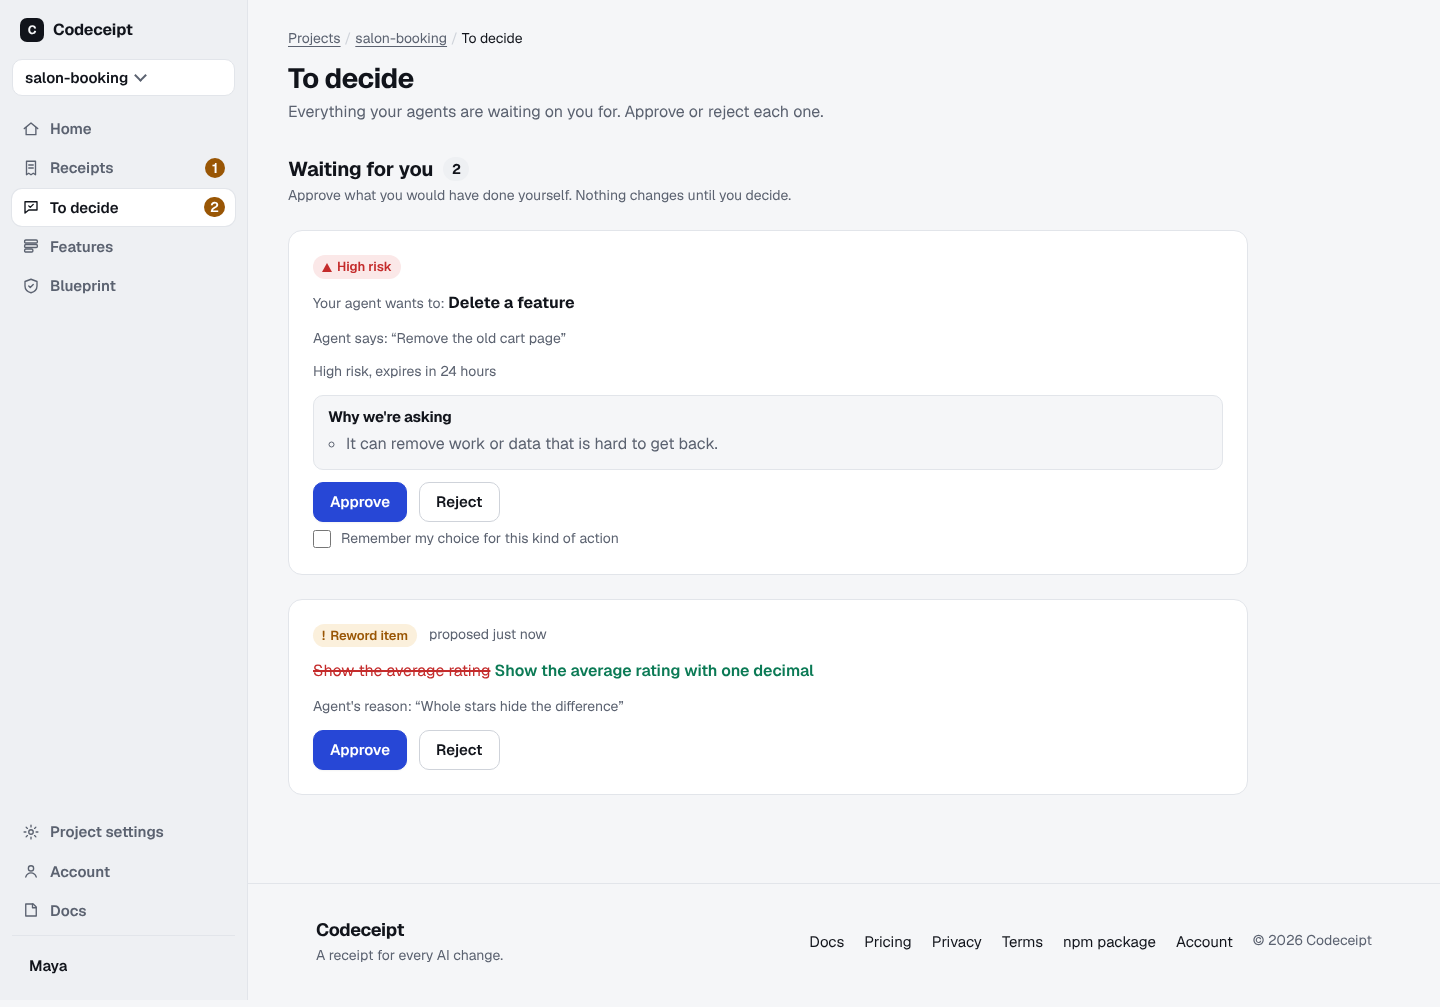 C Codeceipt
salon-booking
Home
Receipts 1
To decide 2
Features
Blueprint
Project settings
Account
Docs
Maya
Projects / salon-booking / To decide
To decide
Everything your agents are waiting on you for. Approve or reject each one.
Waiting for you 2
Approve what you would have done yourself. Nothing changes until you decide.
High risk
Your agent wants to: Delete a feature
Agent says: “Remove the old cart page”
High risk, expires in 24 hours
Why we're asking
It can remove work or data that is hard to get back.
Approve Reject
Remember my choice for this kind of action
! Reword item proposed just now
Show the average rating Show the average rating with one decimal
Agent's reason: “Whole stars hide the difference”
Approve Reject
Codeceipt
A receipt for every AI change.
Docs Pricing Privacy Terms npm package Account © 2026 Codeceipt